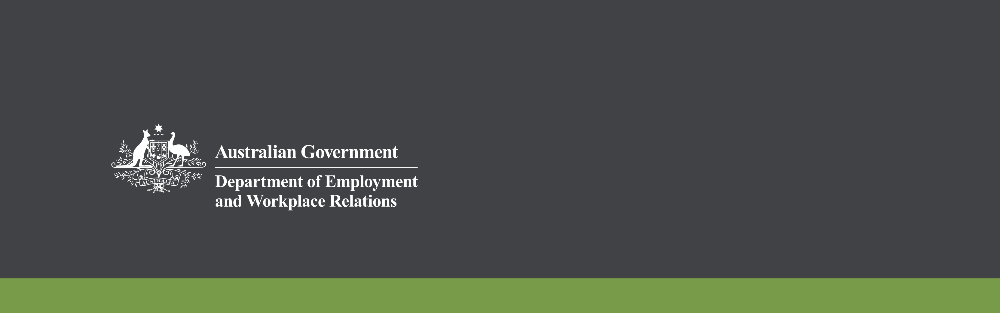 Australian Government
Department of Employment
and Workplace Relations
AUSTRALIA